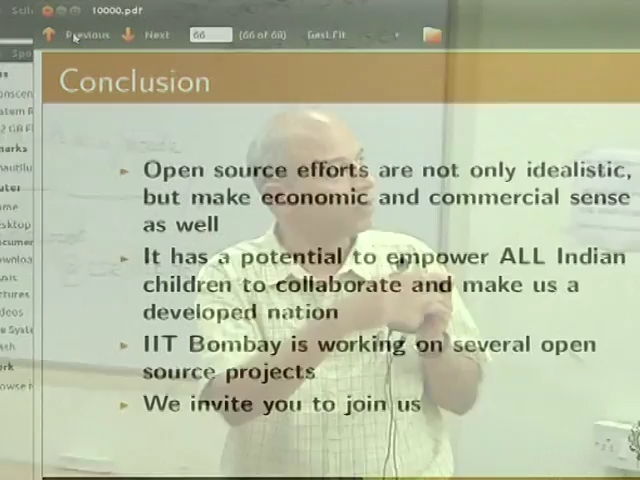 10000.pdf
Previous
Next
66
(66 of 68)
Conclusion
Open source efforts are not only idealistic,
but make economic and commercial sense
as well
It has a potential to empower ALL Indian
children to collaborate and make us a
developed nation
IIT Bombay is working on several open
source projects
We invite you to join us